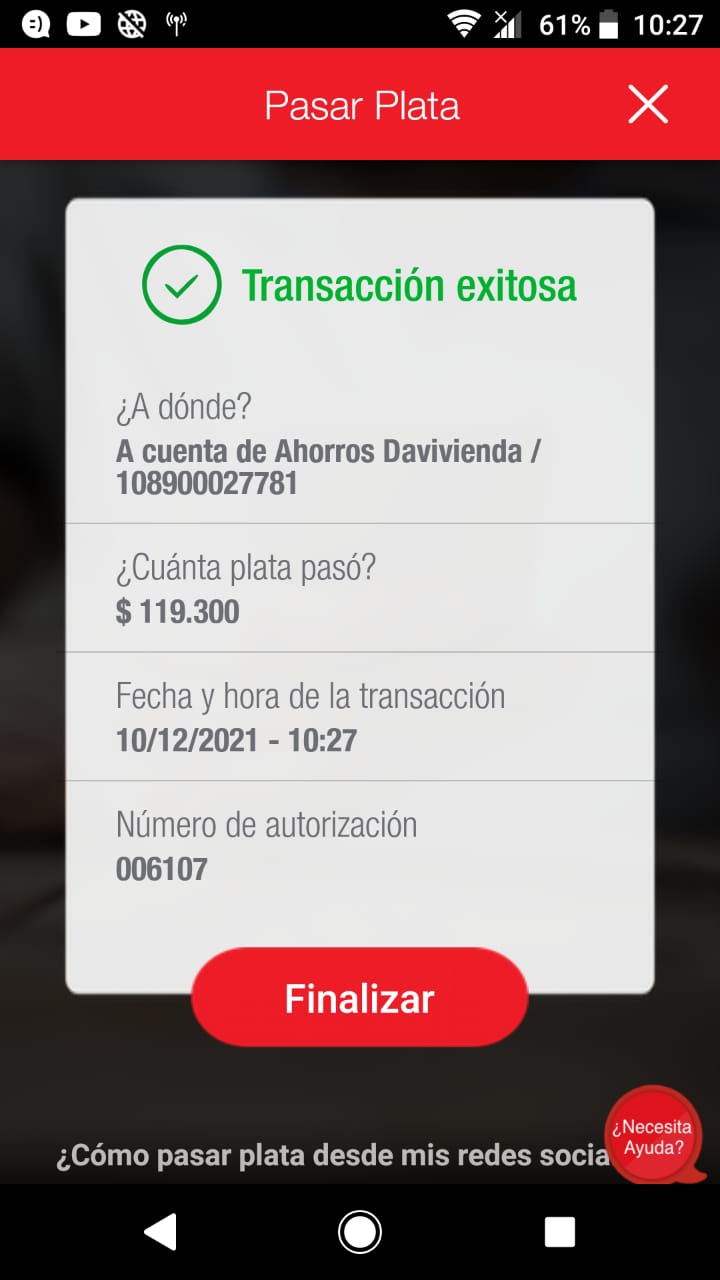 61% 10:27
Pasar Plata
Transacción exitosa
¿A dónde?
A cuenta de Ahorros Davivienda /
108900027781
¿Cuánta plata pasó?
$ 119.300
Fecha y hora de la transacción
10/12/2021 - 10:27
Número de autorización
006107
Finalizar
¿Necesita
Ayuda?
¿Cómo pasar plata desde mis redes socia